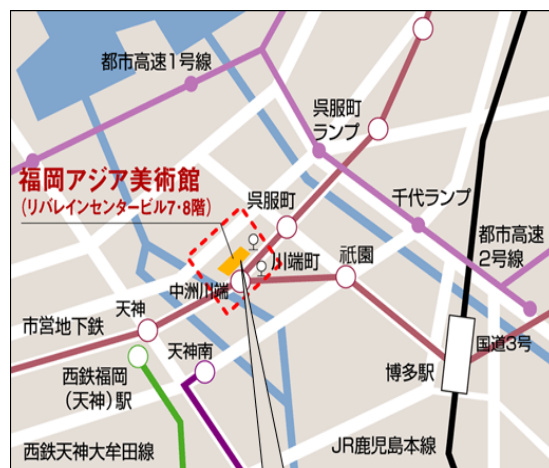 都市高速1号線
呉服町
ランプ
福岡アジア美術館
(リバレインセンタービル7・8階)
呉服町
千代ランプ
都市高速
2号線
川端町
祇園
中洲川端
天神
市営地下鉄
国道3号
天神南
博多駅
西鉄福岡
(天神)駅
西鉄天神大牟田線
JR鹿児島本線